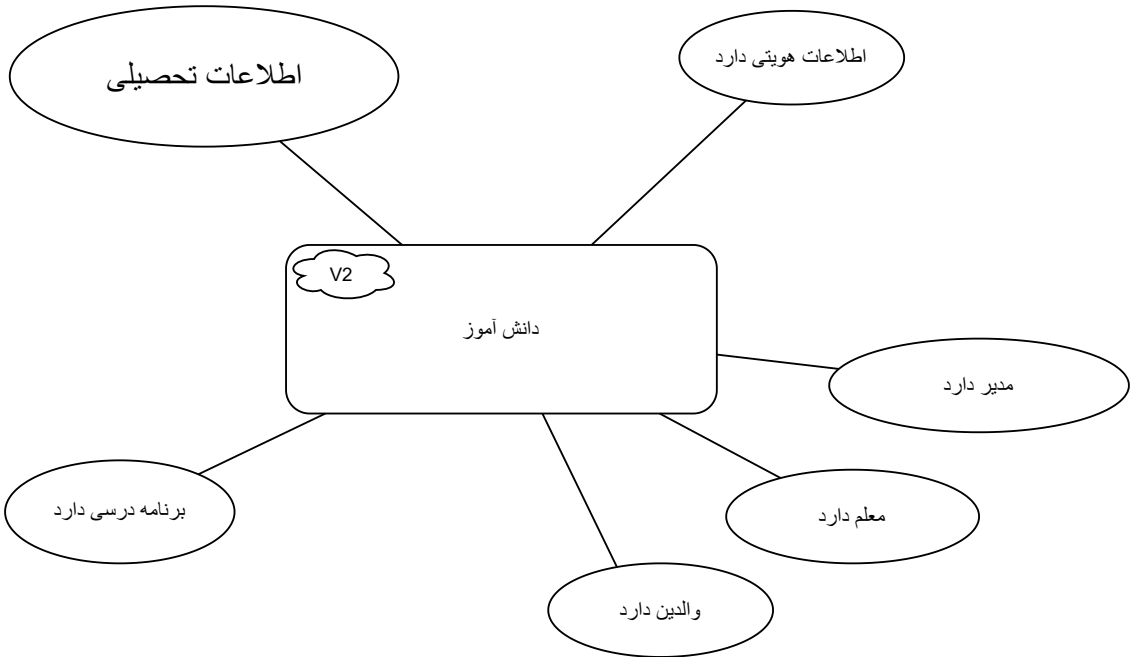 اطلاعات تحصیلی
اطلاعات هویتی دارد
V2
دانش آموز
مدیر دارد
معلم دارد
برنامه درسی دارد
والدین دارد